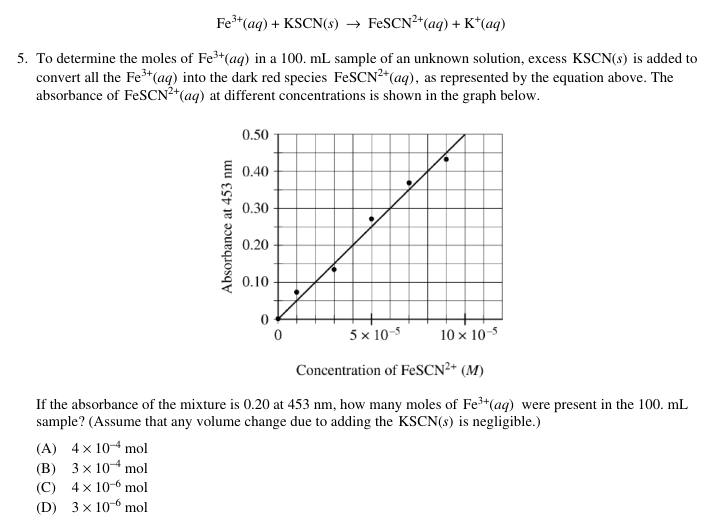 Fe³⁺(aq) + KSCN(s) → FeSCN²⁺(aq) + K⁺(aq)
5. To determine the moles of Fe³⁺(aq) in a 100. mL sample of an unknown solution, excess KSCN(s) is added to
convert all the Fe³⁺(aq) into the dark red species FeSCN²⁺(aq), as represented by the equation above. The
absorbance of FeSCN²⁺(aq) at different concentrations is shown in the graph below.
Absorbance at 453 nm
0.50
0.40
0.30
0.20
0.10
0
0 5 × 10⁻⁵ 10 × 10⁻⁵
Concentration of FeSCN²⁺ (M)
If the absorbance of the mixture is 0.20 at 453 nm, how many moles of Fe³⁺(aq) were present in the 100. mL
sample? (Assume that any volume change due to adding the KSCN(s) is negligible.)
(A) 4 × 10⁻⁴ mol
(B) 3 × 10⁻⁴ mol
(C) 4 × 10⁻⁶ mol
(D) 3 × 10⁻⁶ mol